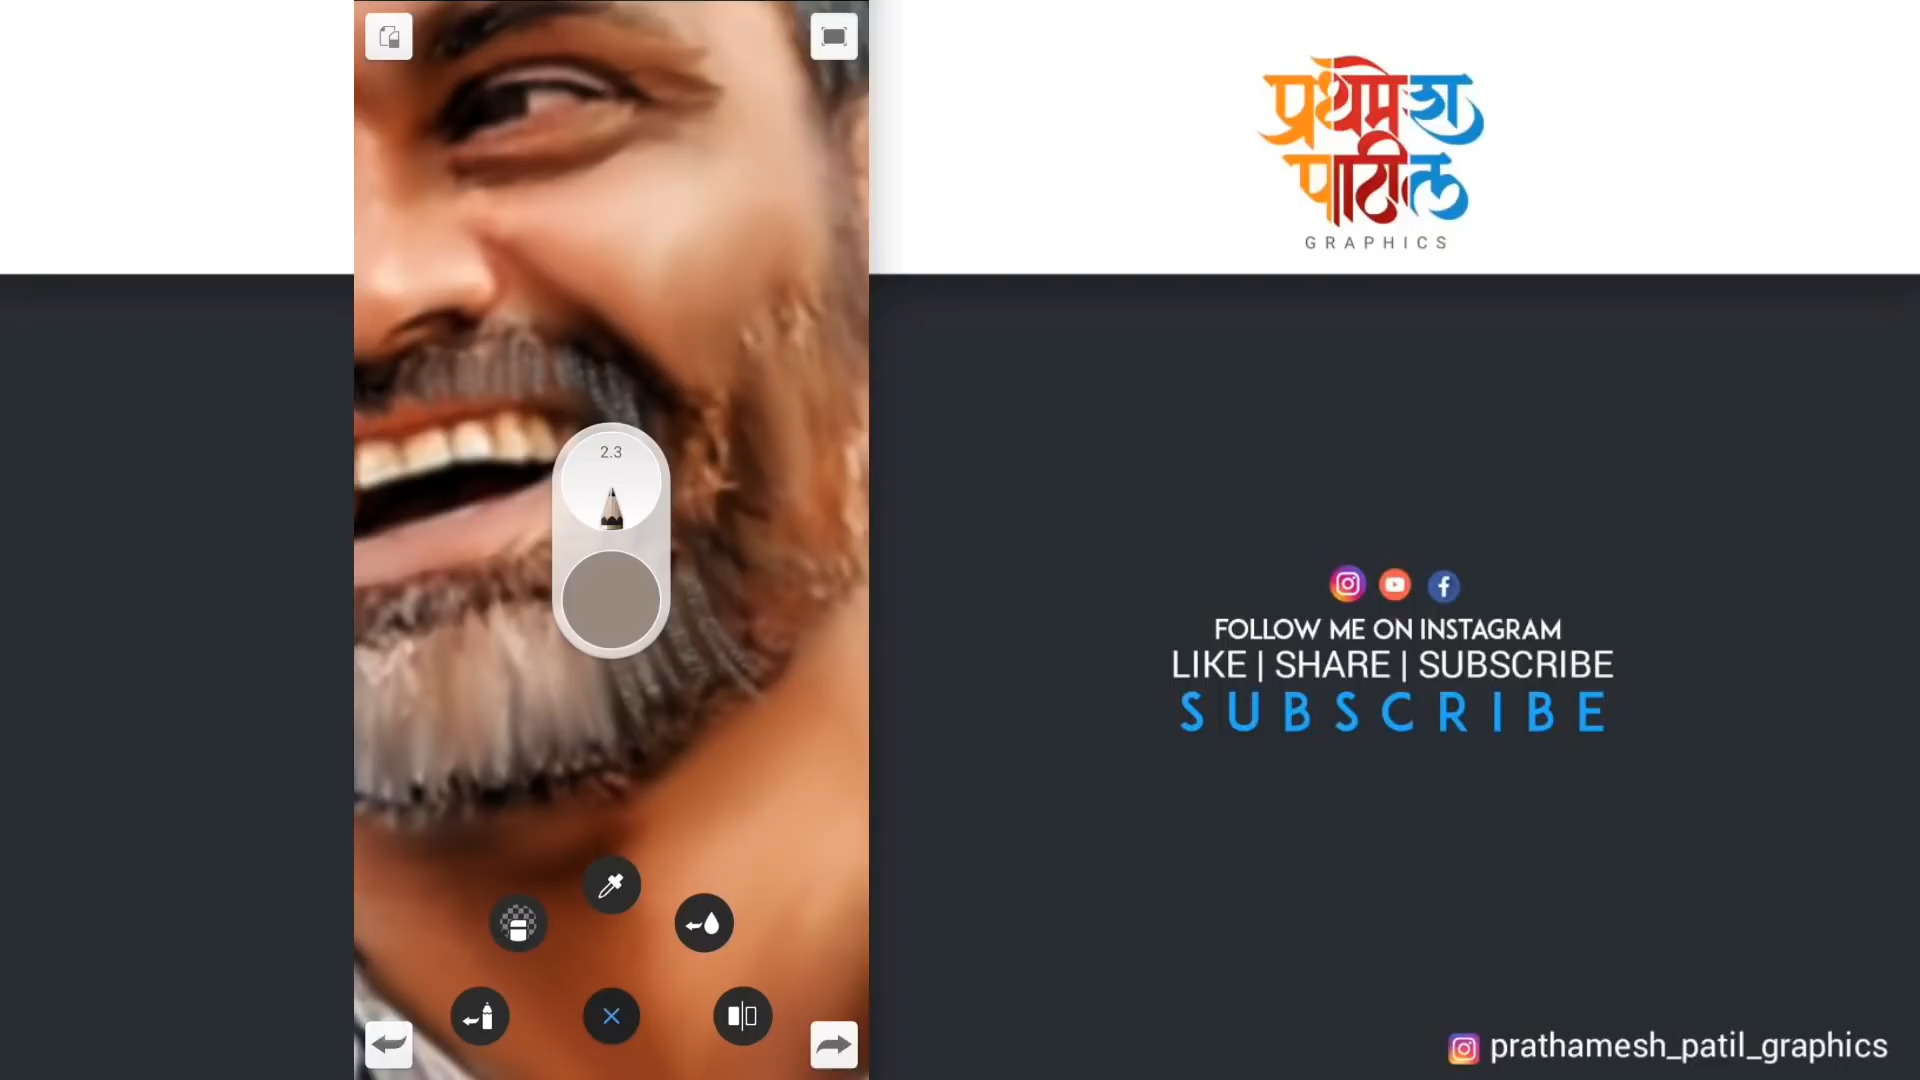 प्रथमेश
पाटील
GRAPHICS
2.3
FOLLOW ME ON INSTAGRAM
LIKE | SHARE | SUBSCRIBE
SUBSCRIBE
prathamesh_patil_graphics